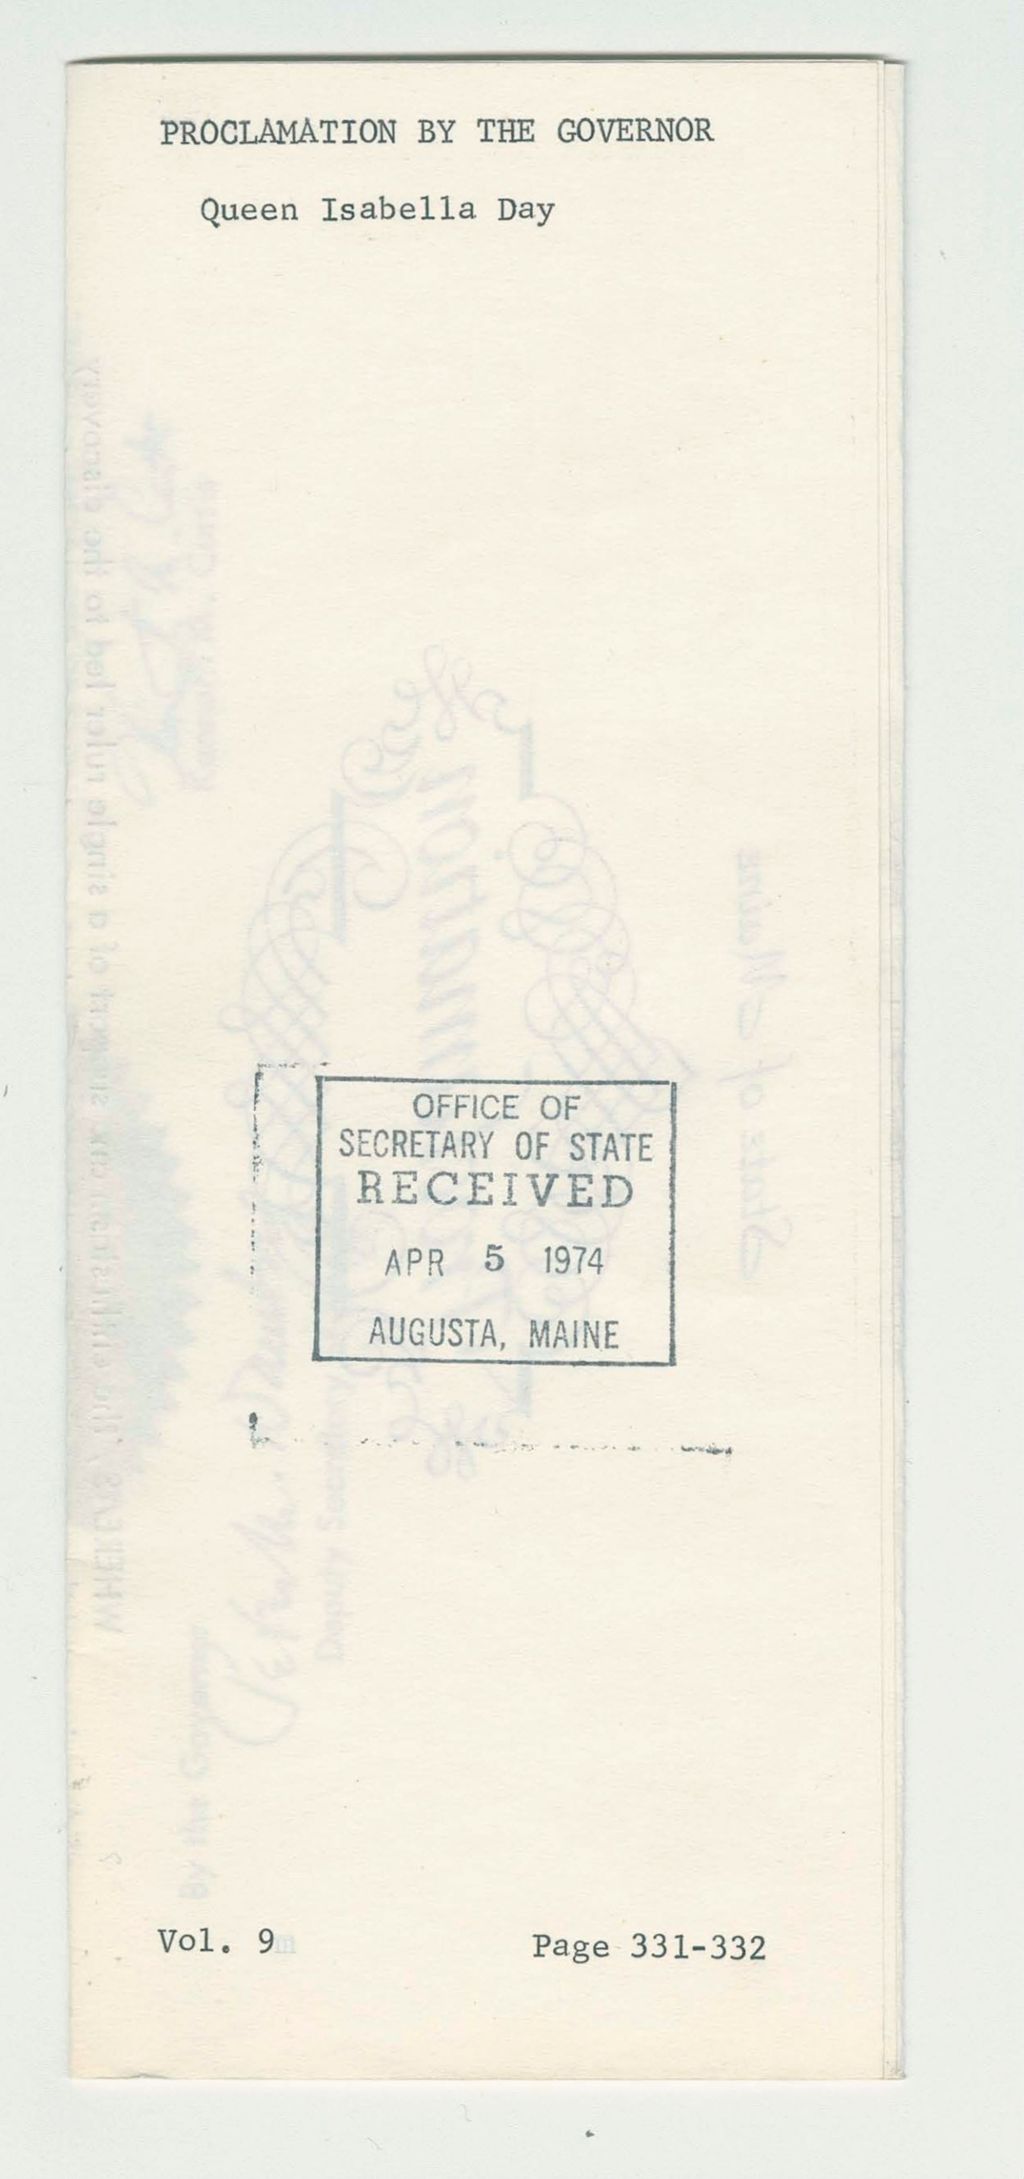 PROCLAMATION BY THE GOVERNOR
Queen Isabella Day
OFFICE OF
SECRETARY OF STATE
RECEIVED
APR 5 1974
AUGUSTA, MAINE
Vol. 9
Page 331-332